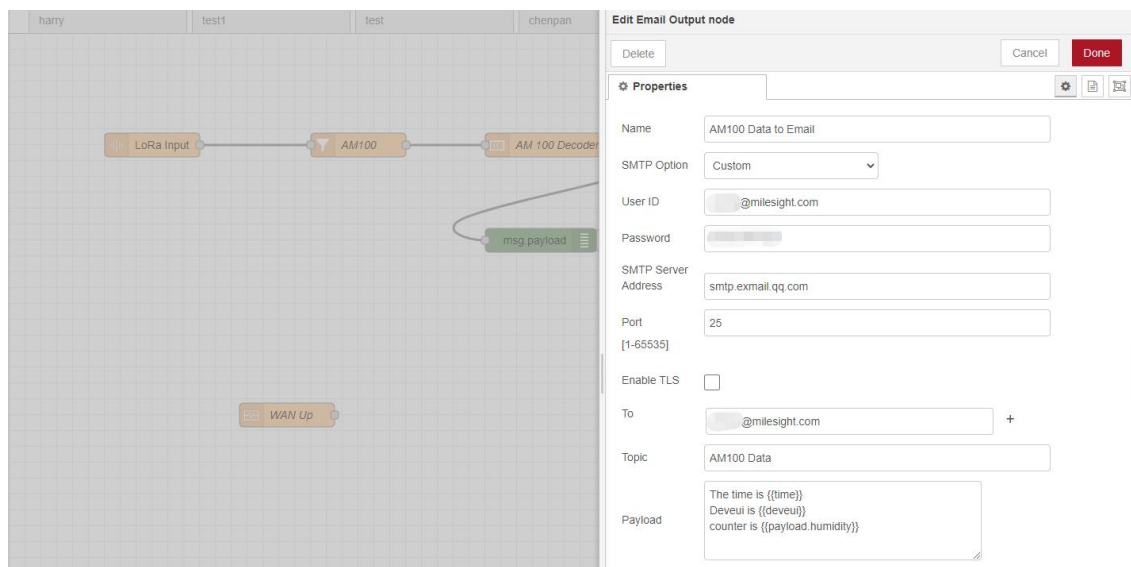 harry
test1
test
chenpan
LoRa Input
AM100
AM 100 Decoder
msg.payload
WAN Up
Edit Email Output node
Delete
Cancel
Done
Properties
Name
AM100 Data to Email
SMTP Option
Custom
User ID
@milesight.com
Password
SMTP Server
Address
smtp.exmail.qq.com
Port
25
[1-65535]
Enable TLS
To
@milesight.com
+
Topic
AM100 Data
Payload
The time is {{time}}
Deveui is {{deveui}}
counter is {{payload.humidity}}